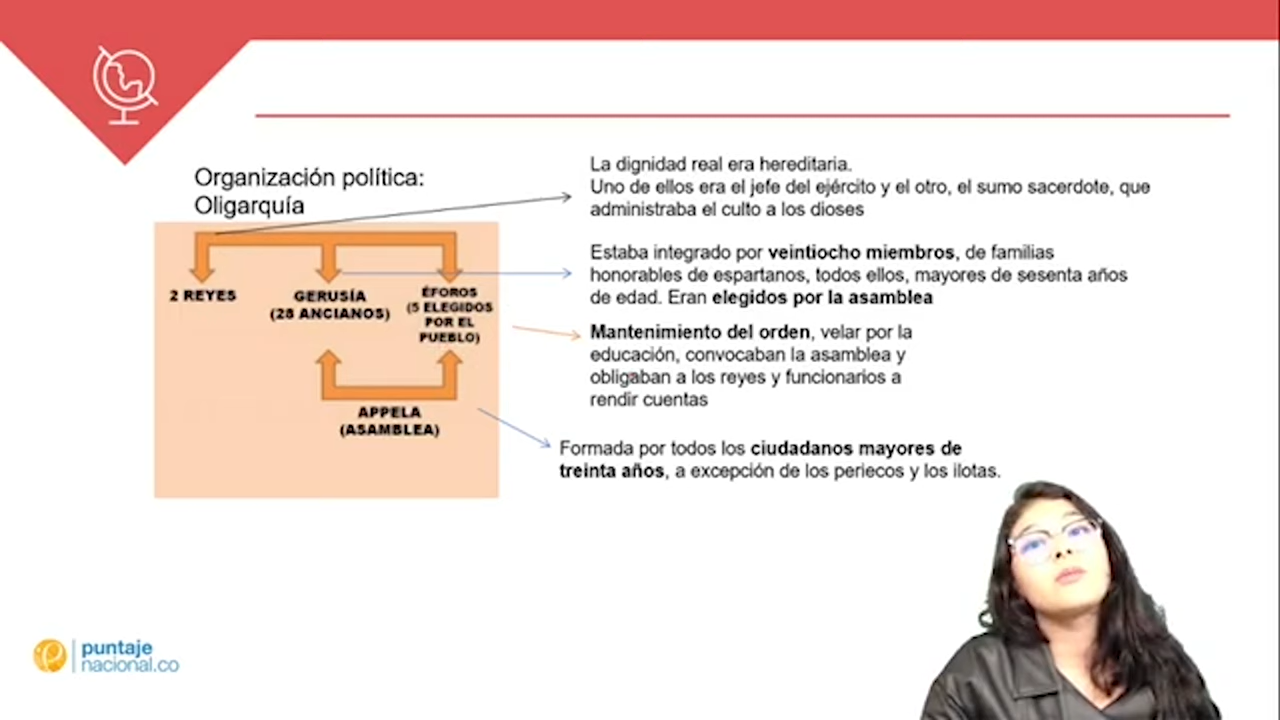 Organización política:
Oligarquía
2 REYES
GERUSÍA
(28 ANCIANOS)
ÉFOROS
(5 ELEGIDOS
POR EL
PUEBLO)
APPELA
(ASAMBLEA)
La dignidad real era hereditaria.
Uno de ellos era el jefe del ejército y el otro, el sumo sacerdote, que
administraba el culto a los dioses
Estaba integrado por veintiocho miembros, de familias
honorables de espartanos, todos ellos, mayores de sesenta años
de edad. Eran elegidos por la asamblea
Mantenimiento del orden, velar por la
educación, convocaban la asamblea y
obligaban a los reyes y funcionarios a
rendir cuentas
Formada por todos los ciudadanos mayores de
treinta años, a excepción de los periecos y los ilotas.
puntaje
nacional.co